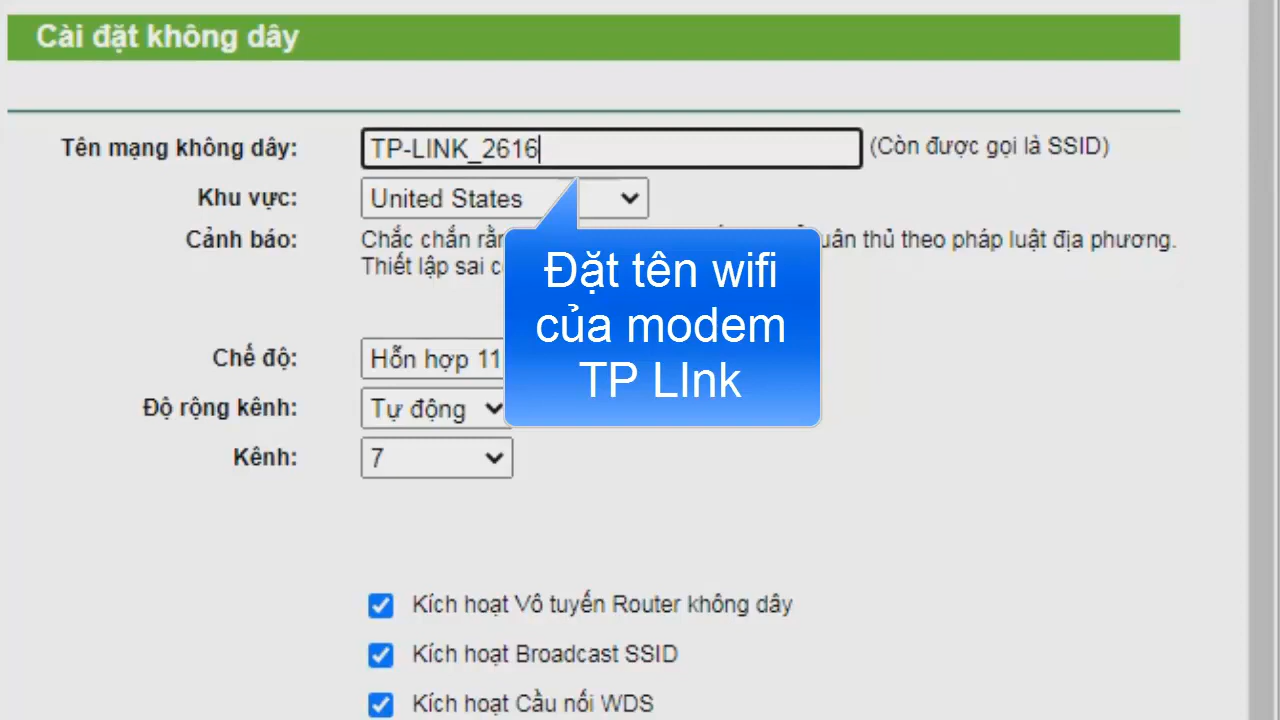 Cài đặt không dây
Tên mạng không dây: TP-LINK_2616 (Còn được gọi là SSID)
Khu vực: United States
Cảnh báo: Chắc chắn thủ theo pháp luật địa phương.
Thiết lập sai
Đặt tên wifi
của modem
TP LInk
Chế độ: Hỗn hợp 11
Độ rộng kênh: Tự động
Kênh: 7
Kích hoạt Vô tuyến Router không dây
Kích hoạt Broadcast SSID
Kích hoạt Cầu nối WDS